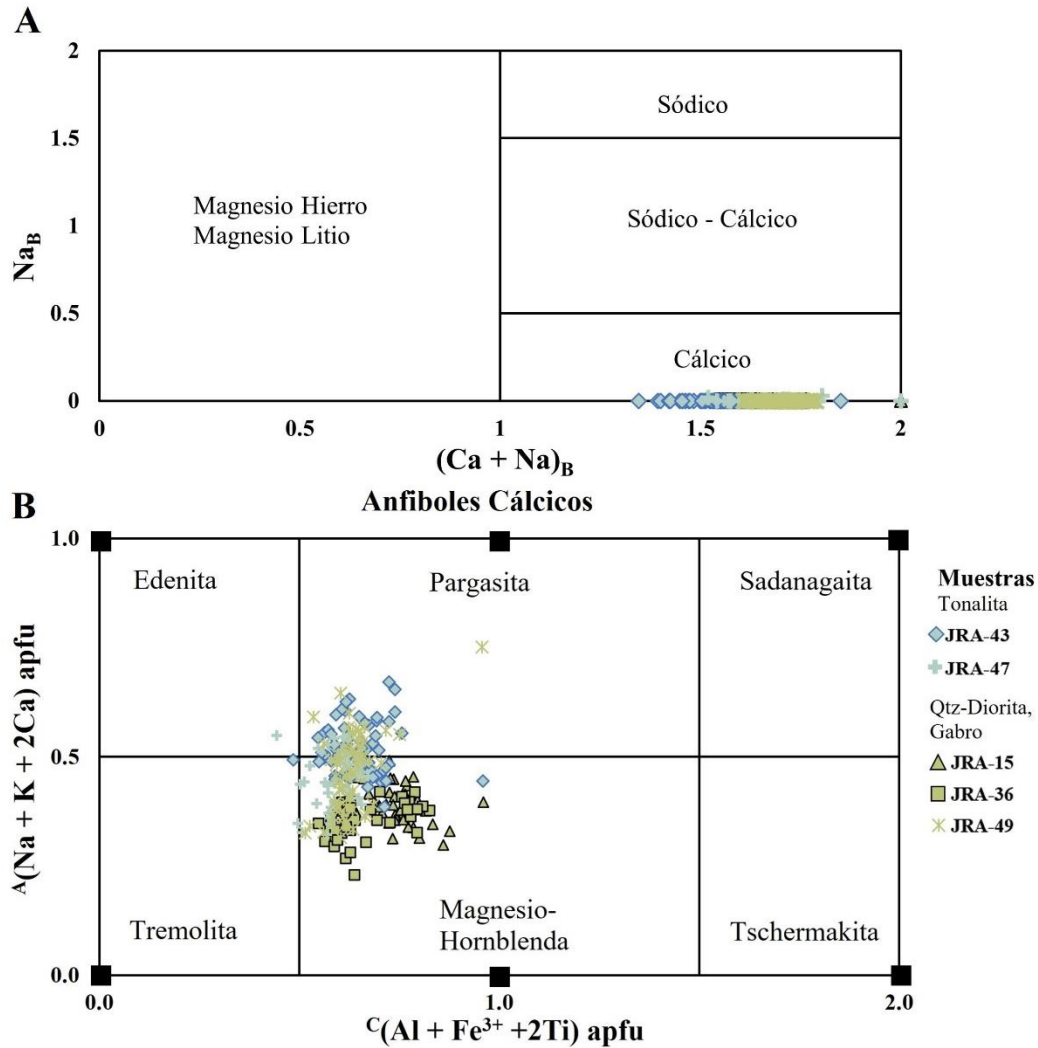 A
2
Sódico
1.5
Magnesio Hierro
Magnesio Litio
Sódico - Cálcico
Na_B
1
0.5
Cálcico
0
0
0.5
1
1.5
2
(Ca + Na)_B
B
Anfiboles Cálcicos
1.0
Edenita
Pargasita
Sadanagaita
ᴬ(Na + K + 2Ca) apfu
0.5
Tremolita
Magnesio-
Hornblenda
Tschermakita
0.0
0.0
1.0
2.0
ᶜ(Al + Fe³⁺ +2Ti) apfu
Muestras
Tonalita
JRA-43
JRA-47
Qtz-Diorita,
Gabro
JRA-15
JRA-36
JRA-49